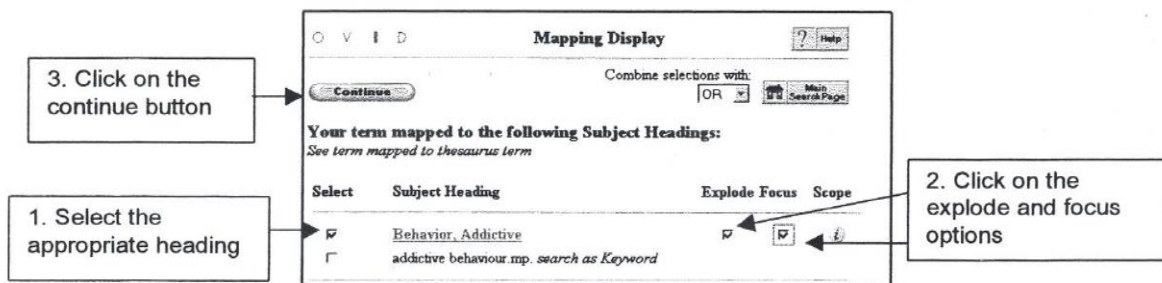 O V I D
Mapping Display
? Help
3. Click on the
continue button
Continue
Combine selections with:
OR
Main
Search Page
Your term mapped to the following Subject Headings:
See term mapped to thesaurus term
Select Subject Heading Explode Focus Scope
1. Select the
appropriate heading
Behavior, Addictive
i
addictive behaviour.mp. search as Keyword
2. Click on the
explode and focus
options